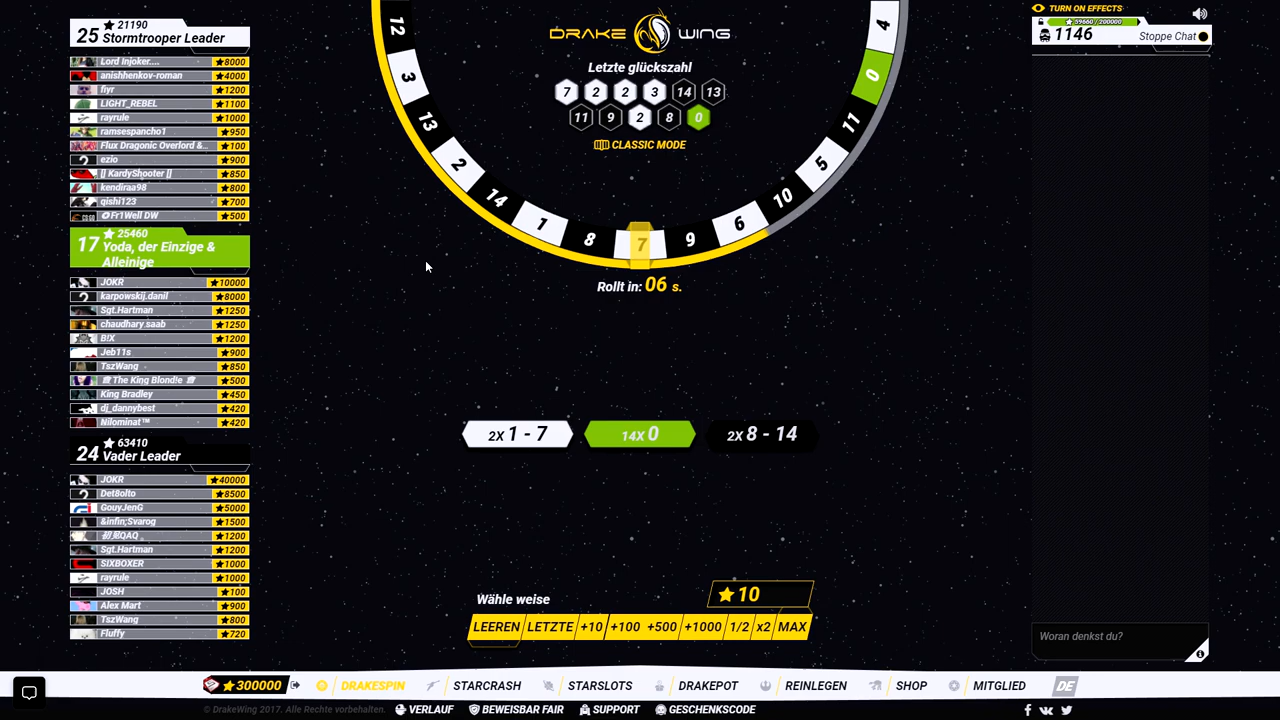 25 21190
Stormtrooper Leader
Lord Injoker.... 8000
anishhenkov-roman 4000
fiyr 1200
LIGHT_REBEL 1100
rayrule 1000
ramsespancho1 950
Flux Dragonic Overlord &.. 100
ezio 900
[| KardyShooter [| 850
kendiraa98 800
qishi123 700
Fr1Well DW 500
17 25460
Yoda, der Einzige &
Alleinige
JOKR 10000
karpowskij.danil 8000
Sgt.Hartman 1250
chaudhary.saab 1250
B!X 1200
Jeb11s 900
TszWang 850
The King Blondie 500
King Bradley 450
dj_dannybest 420
Nilominat™ 420
24 63410
Vader Leader
JOKR 40000
Det8olto 8500
GouyJenG 5000
&infin;Svarog 1500
QAQ 1200
Sgt.Hartman 1200
SIXBOXER 1000
rayrule 1000
JOSH 100
Alex Mart 900
TszWang 800
Fluffy 720
12 3 13 2 14 1 8 7 9 6 10 5 11 0 4
DRAKE WING
Letzte glückszahl
7 2 2 3 14 13
11 9 2 8 0
CLASSIC MODE
Rollt in: 06 s.
2X 1 - 7 14X 0 2X 8 - 14
Wähle weise 10
LEEREN LETZTE +10 +100 +500 +1000 1/2 x2 MAX
TURN ON EFFECTS
59660 / 200000
1146 Stoppe Chat
Woran denkst du?
300000 DRAKESPIN STARCRASH STARSLOTS DRAKEPOT REINLEGEN SHOP MITGLIED DE
© DrakeWing 2017. Alle Rechte vorbehalten. VERLAUF BEWEISBAR FAIR SUPPORT GESCHENKSCODE